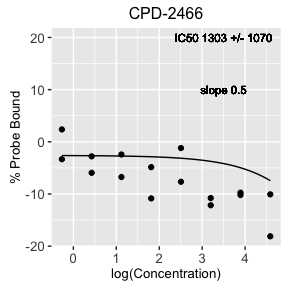 CPD-2466
IC50 1303 +/- 1070
slope 0.5
% Probe Bound
20
10
0
-10
-20
0 1 2 3 4
log(Concentration)